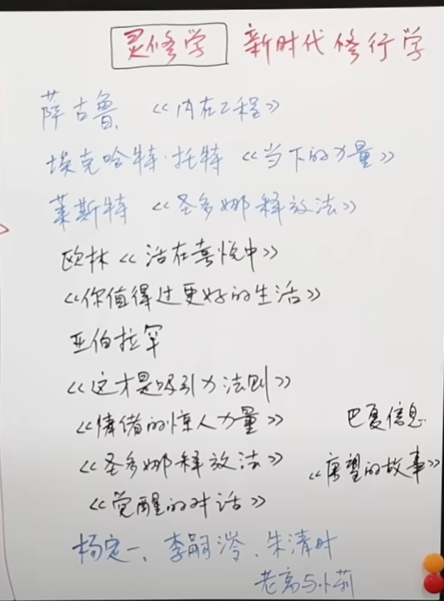 灵修学 新时代修行学
萨古鲁 《内在工程》
埃克哈特·托特《当下的力量》
莱斯特 《圣多娜释放法》
欧林《活在喜悦中》
《你值得过更好的生活》
亚伯拉罕
《这才是吸引力法则》
《情绪的惊人力量》
巴夏信息
《圣多娜释放法》
《寓望的故事》
《觉醒的对话》
杨定一、李嗣涔、朱清时
老高与小茉